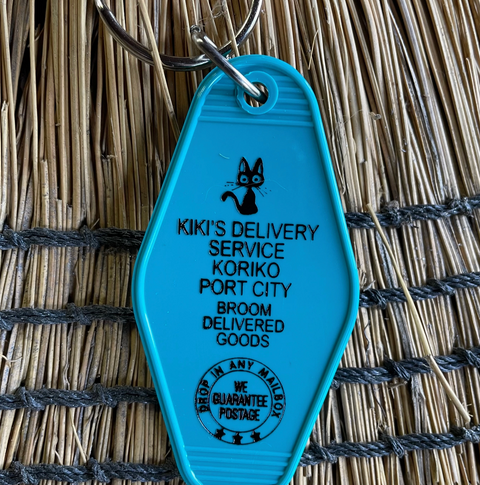 KIKI'S DELIVERY
SERVICE
KORIKO
PORT CITY
BROOM
DELIVERED
GOODS
DROP IN ANY MAILBOX
WE
GUARANTEE
POSTAGE